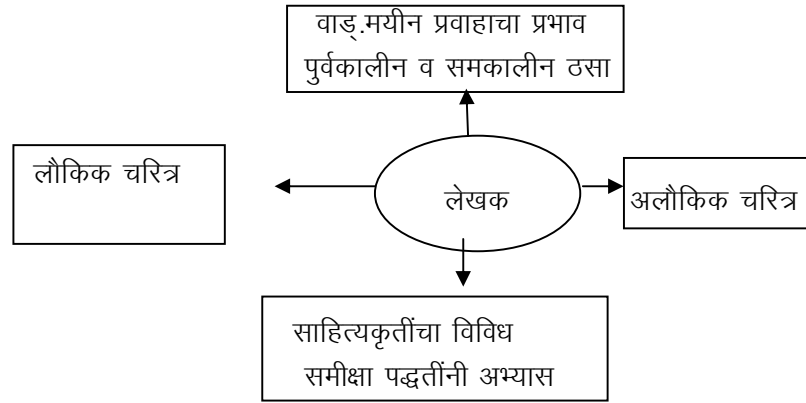 वाड्.मयीन प्रवाहाचा प्रभाव
पुर्वकालीन व समकालीन ठसा
लौकिक चरित्र
लेखक
अलौकिक चरित्र
साहित्यकृतींचा विविध
समीक्षा पद्धतींनी अभ्यास